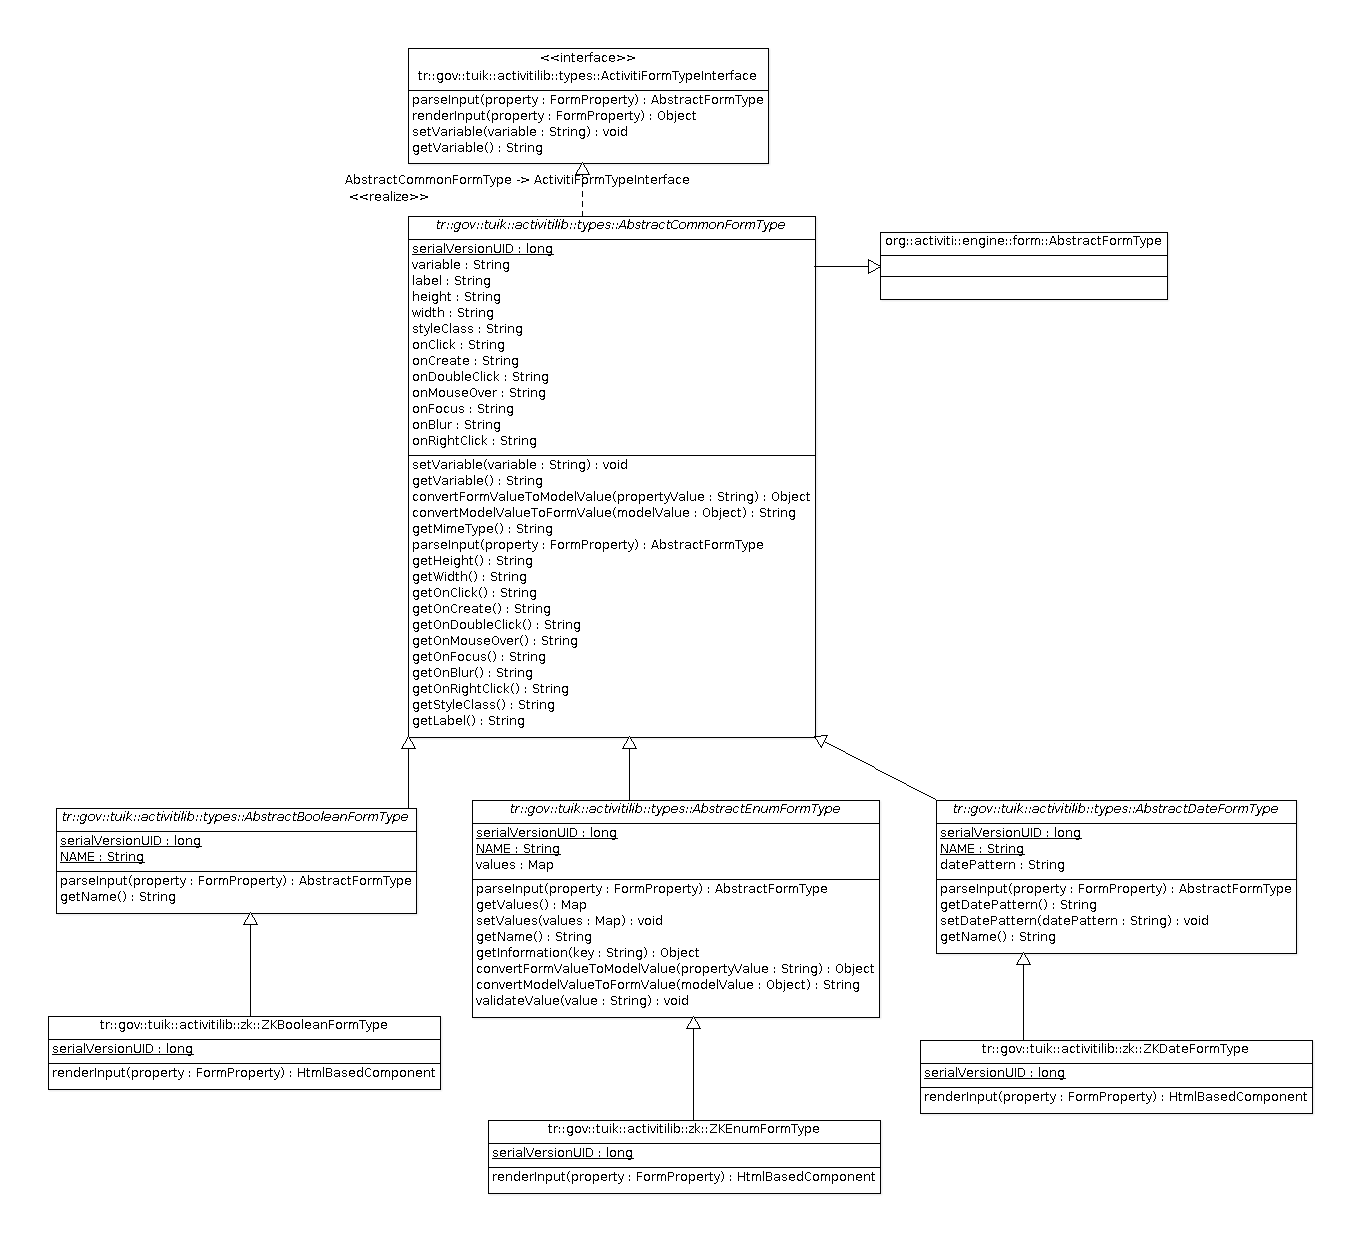 <<interface>>
tr::gov::tuik::activitilib::types::ActivitiFormTypeInterface
parseInput(property : FormProperty) : AbstractFormType
renderInput(property : FormProperty) : Object
setVariable(variable : String) : void
getVariable() : String
AbstractCommonFormType -> ActivitiFormTypeInterface
<<realize>>
tr::gov::tuik::activitilib::types::AbstractCommonFormType
serialVersionUID : long
variable : String
label : String
height : String
width : String
styleClass : String
onClick : String
onCreate : String
onDoubleClick : String
onMouseOver : String
onFocus : String
onBlur : String
onRightClick : String
setVariable(variable : String) : void
getVariable() : String
convertFormValueToModelValue(propertyValue : String) : Object
convertModelValueToFormValue(modelValue : Object) : String
getMimeType() : String
parseInput(property : FormProperty) : AbstractFormType
getHeight() : String
getWidth() : String
getOnClick() : String
getOnCreate() : String
getOnDoubleClick() : String
getOnMouseOver() : String
getOnFocus() : String
getOnBlur() : String
getOnRightClick() : String
getStyleClass() : String
getLabel() : String
org::activiti::engine::form::AbstractFormType
tr::gov::tuik::activitilib::types::AbstractBooleanFormType
serialVersionUID : long
NAME : String
parseInput(property : FormProperty) : AbstractFormType
getName() : String
tr::gov::tuik::activitilib::types::AbstractEnumFormType
serialVersionUID : long
NAME : String
values : Map
parseInput(property : FormProperty) : AbstractFormType
getValues() : Map
setValues(values : Map) : void
getName() : String
getInformation(key : String) : Object
convertFormValueToModelValue(propertyValue : String) : Object
convertModelValueToFormValue(modelValue : Object) : String
validateValue(value : String) : void
tr::gov::tuik::activitilib::types::AbstractDateFormType
serialVersionUID : long
NAME : String
datePattern : String
parseInput(property : FormProperty) : AbstractFormType
getDatePattern() : String
setDatePattern(datePattern : String) : void
getName() : String
tr::gov::tuik::activitilib::zk::ZKBooleanFormType
serialVersionUID : long
renderInput(property : FormProperty) : HtmlBasedComponent
tr::gov::tuik::activitilib::zk::ZKEnumFormType
serialVersionUID : long
renderInput(property : FormProperty) : HtmlBasedComponent
tr::gov::tuik::activitilib::zk::ZKDateFormType
serialVersionUID : long
renderInput(property : FormProperty) : HtmlBasedComponent